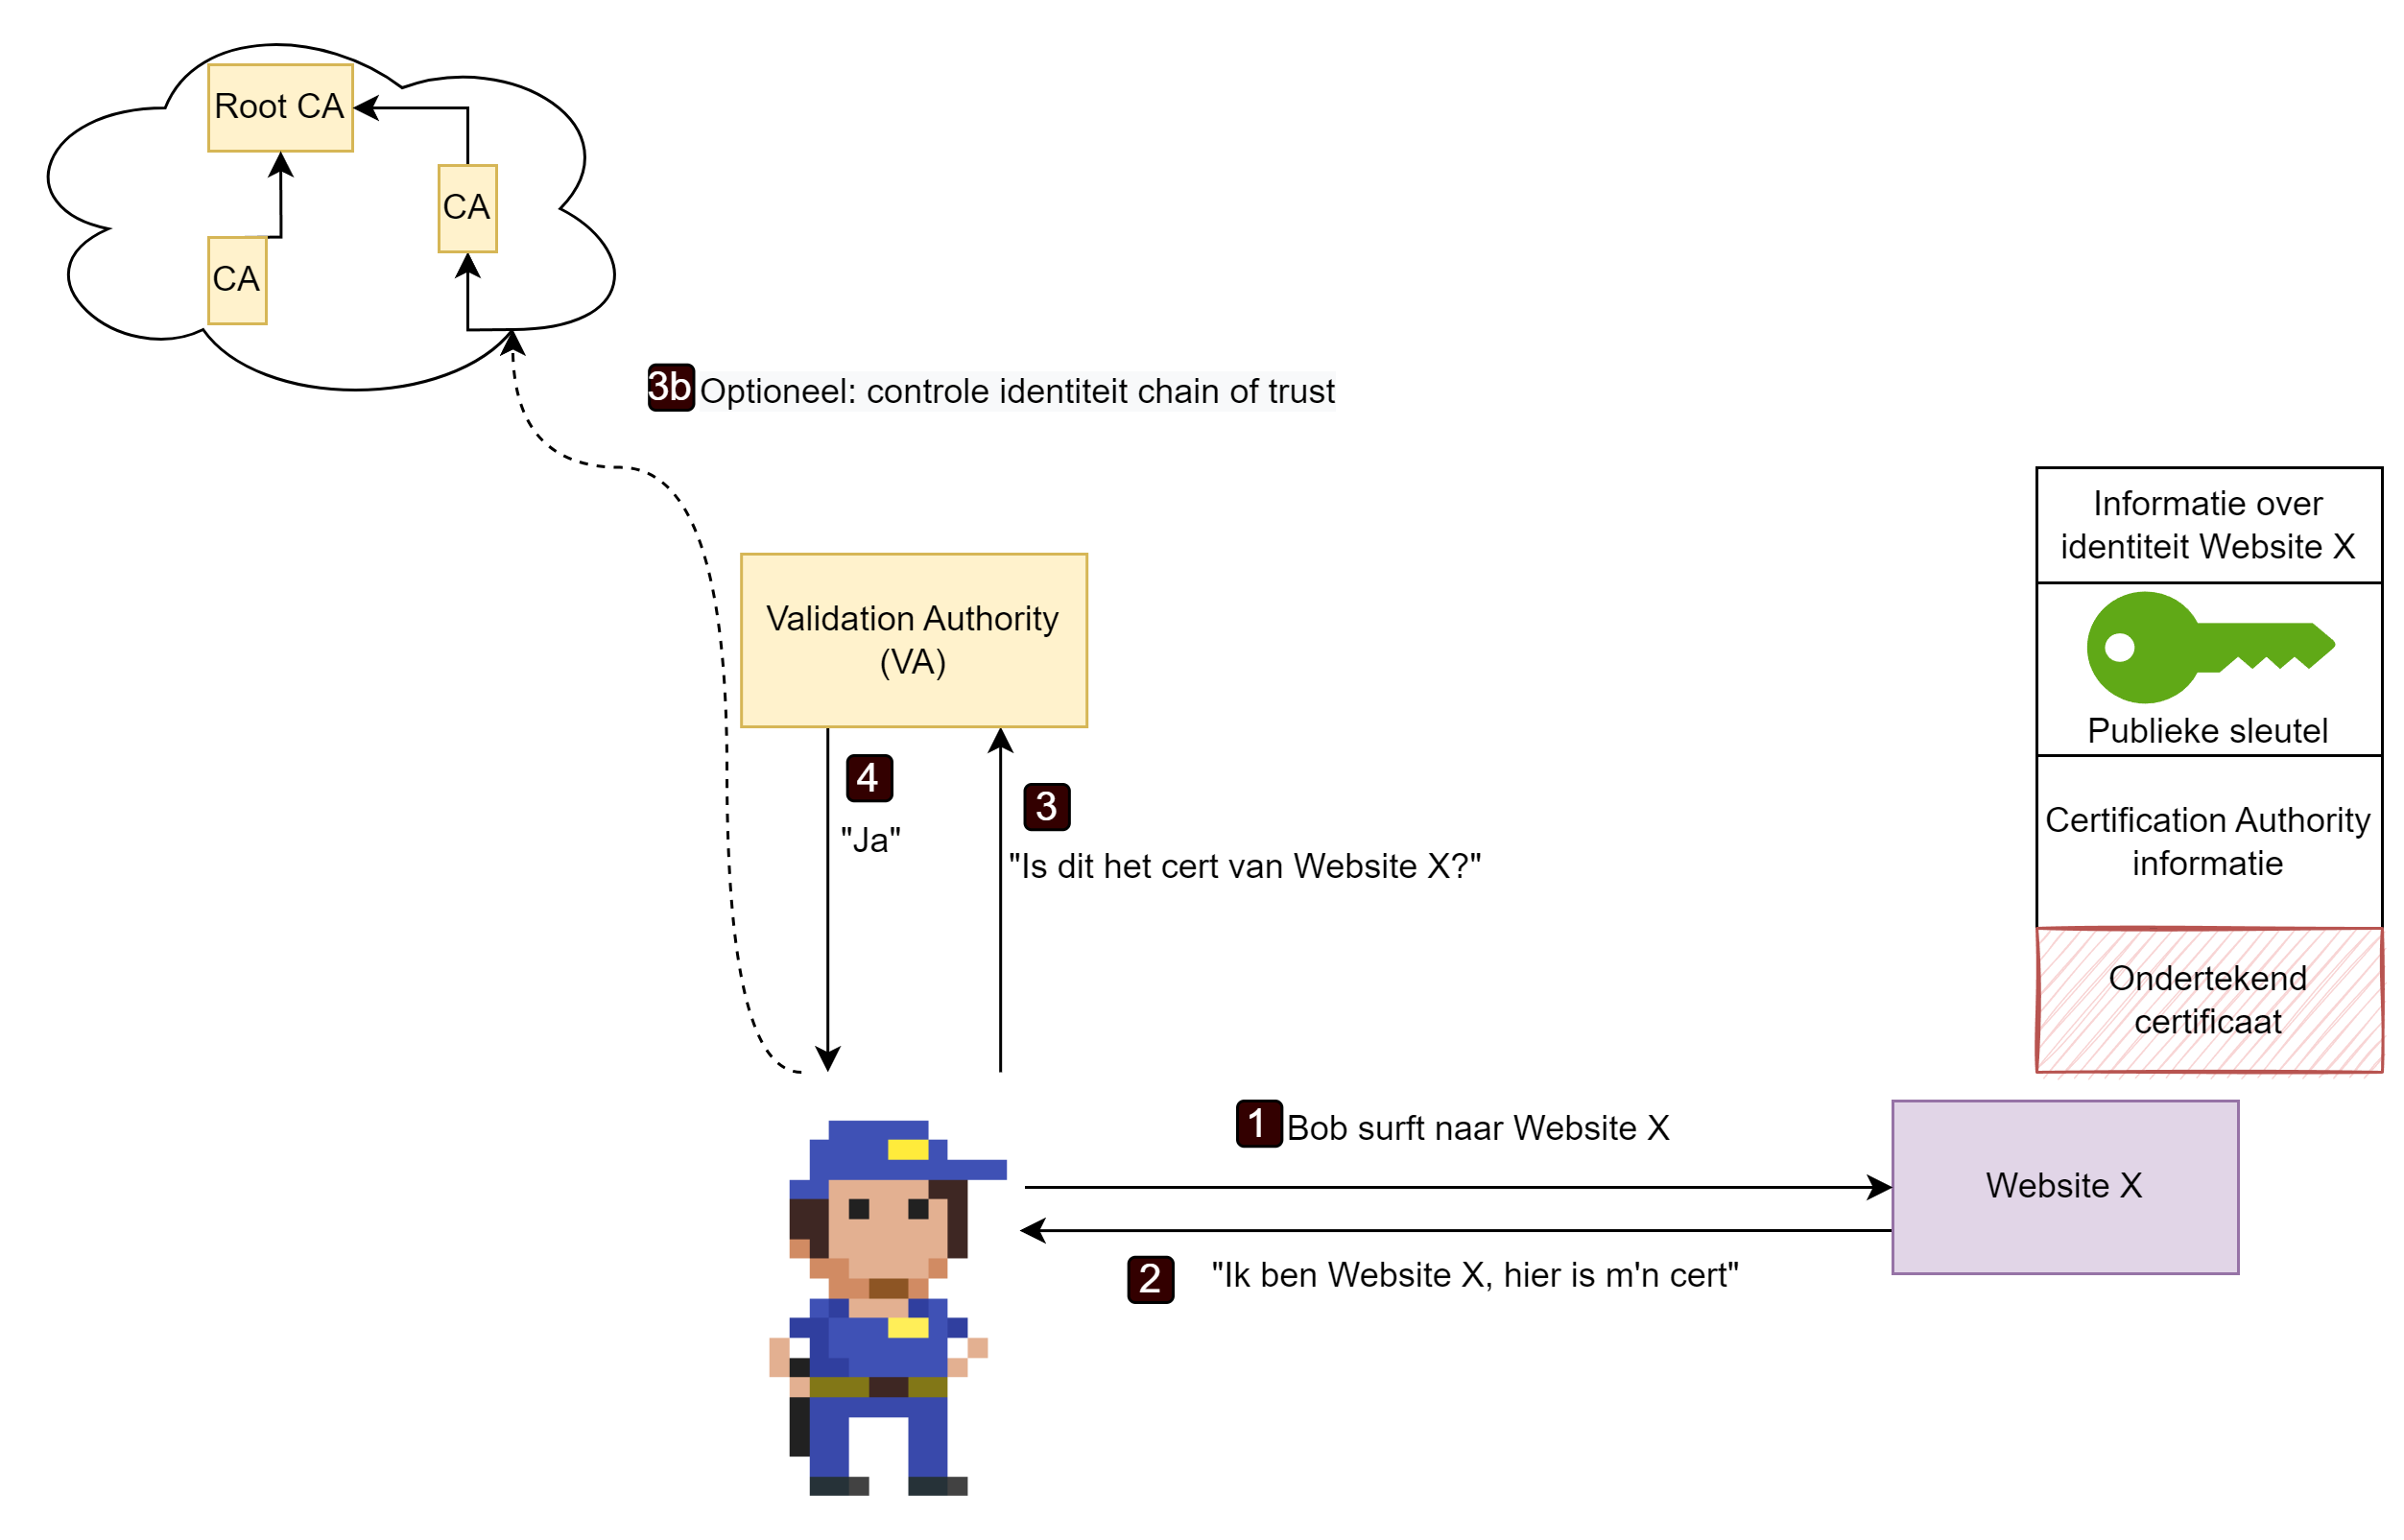 Root CA
CA
CA
3b Optioneel: controle identiteit chain of trust
Informatie over
identiteit Website X
Publieke sleutel
Certification Authority
informatie
Ondertekend
certificaat
Validation Authority
(VA)
4
"Ja"
3
"Is dit het cert van Website X?"
1 Bob surft naar Website X
Website X
2 "Ik ben Website X, hier is m'n cert"